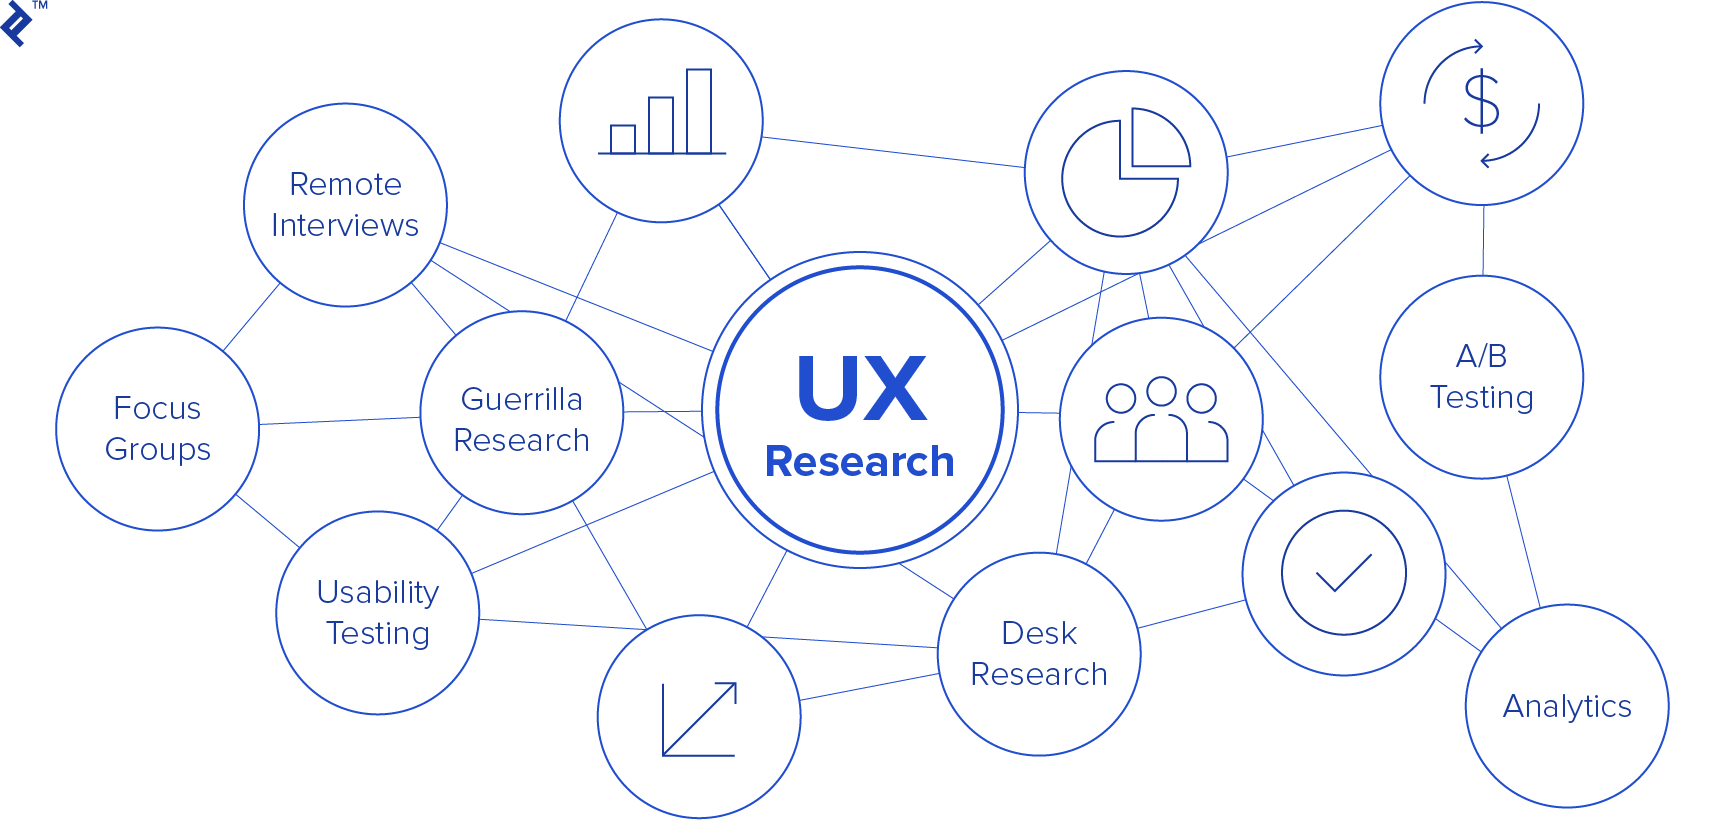 TM
Remote
Interviews
Focus
Groups
Guerrilla
Research
Usability
Testing
UX
Research
$
Desk
Research
A/B
Testing
Analytics